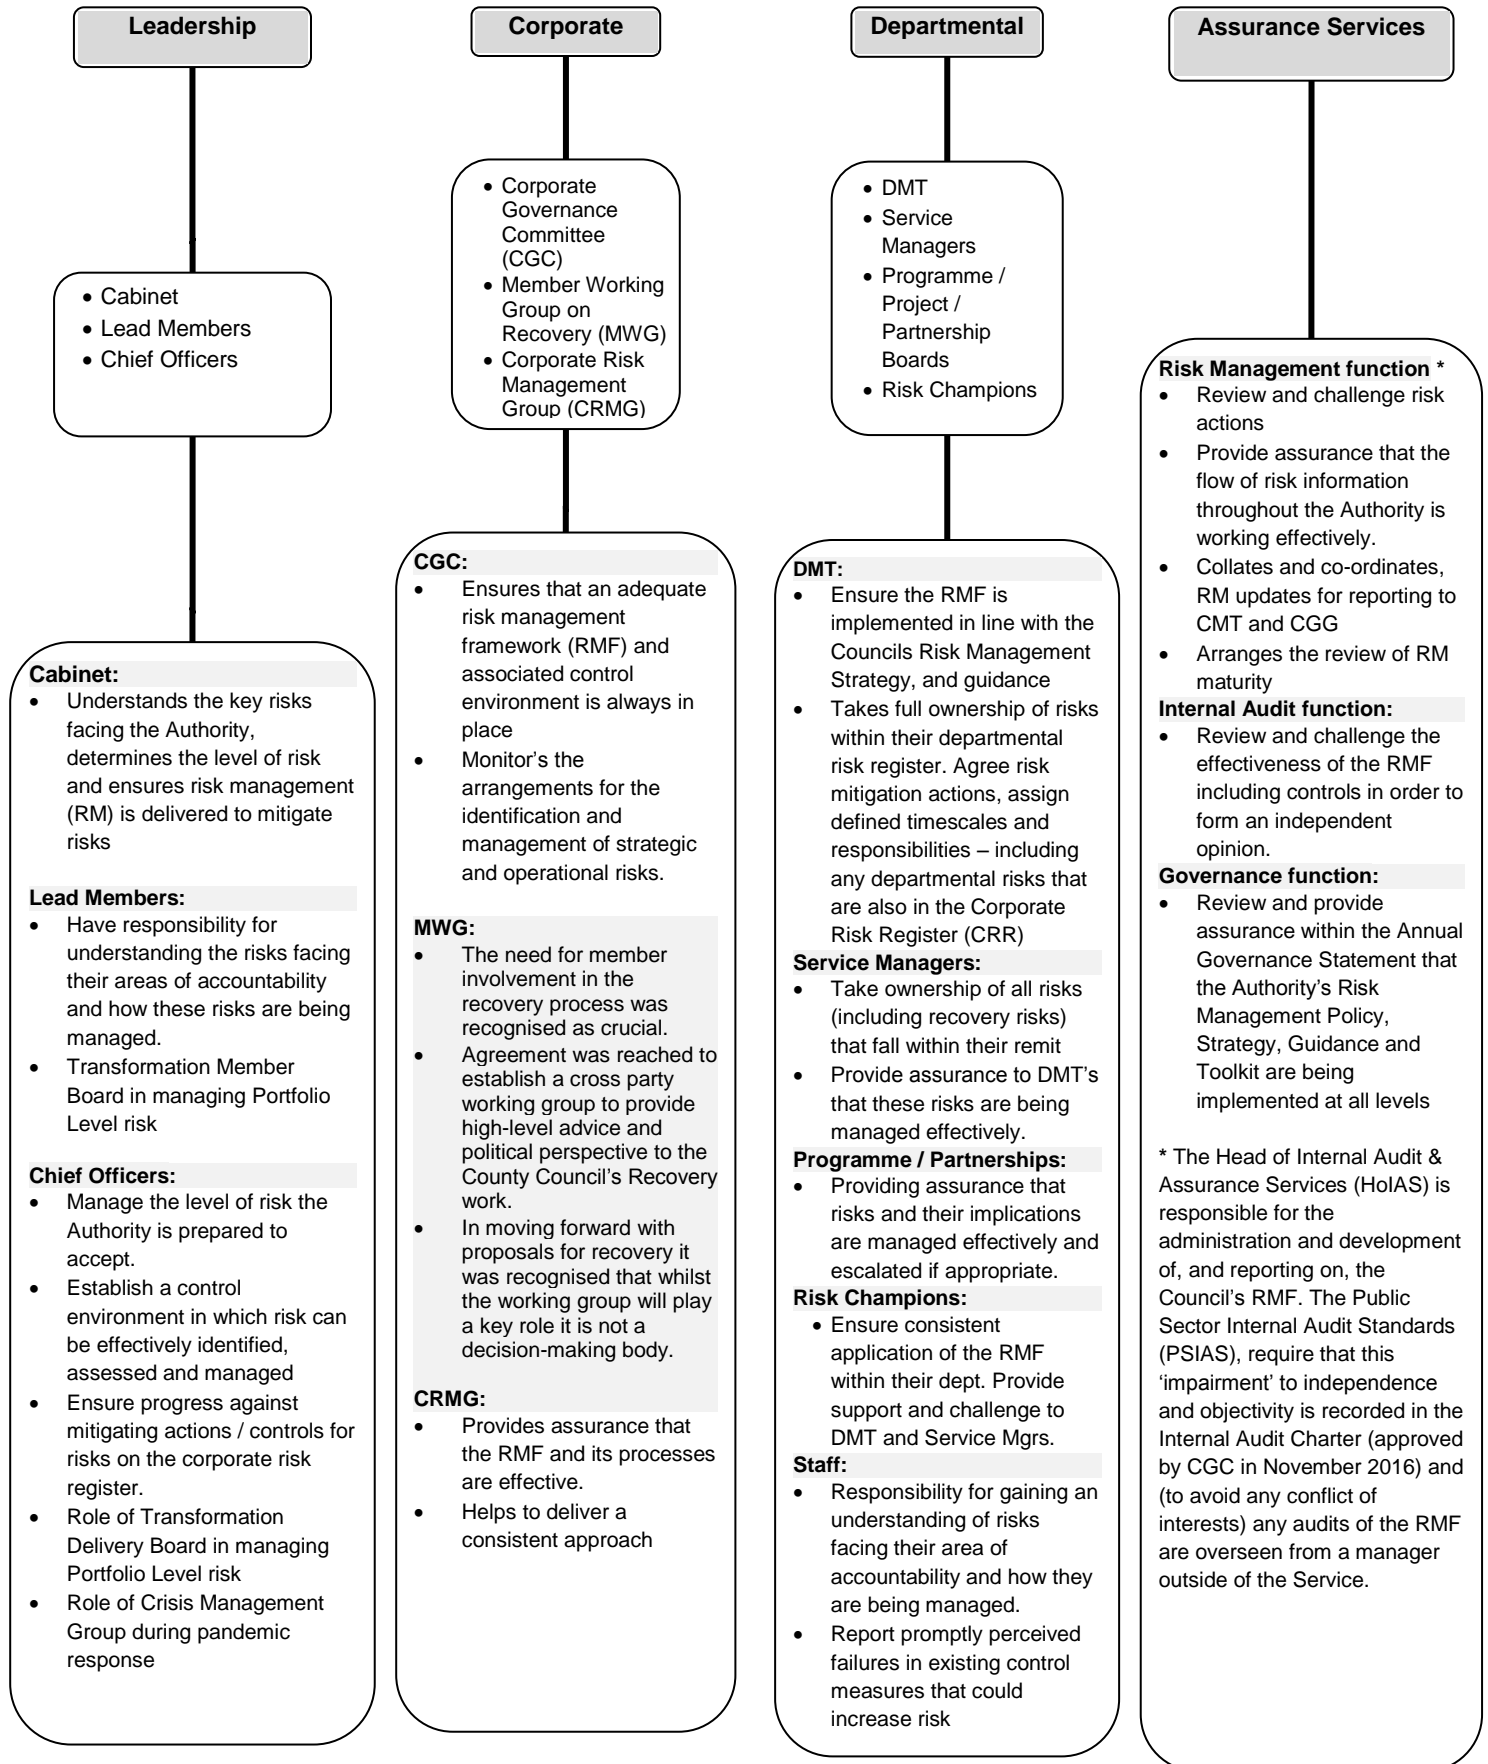 Leadership
Corporate
Departmental
Assurance Services
• Cabinet
• Lead Members
• Chief Officers
• Corporate
Governance
Committee
(CGC)
• Member Working
Group on
Recovery (MWG)
• Corporate Risk
Management
Group (CRMG)
• DMT
• Service
Managers
• Programme /
Project /
Partnership
Boards
• Risk Champions
Cabinet:
• Understands the key risks
facing the Authority,
determines the level of risk
and ensures risk management
(RM) is delivered to mitigate
risks
Lead Members:
• Have responsibility for
understanding the risks facing
their areas of accountability
and how these risks are being
managed.
• Transformation Member
Board in managing Portfolio
Level risk
Chief Officers:
• Manage the level of risk the
Authority is prepared to
accept.
• Establish a control
environment in which risk can
be effectively identified,
assessed and managed
• Ensure progress against
mitigating actions / controls for
risks on the corporate risk
register.
• Role of Transformation
Delivery Board in managing
Portfolio Level risk
• Role of Crisis Management
Group during pandemic
response
CGC:
• Ensures that an adequate
risk management
framework (RMF) and
associated control
environment is always in
place
• Monitor's the
arrangements for the
identification and
management of strategic
and operational risks.
MWG:
• The need for member
involvement in the
recovery process was
recognised as crucial.
• Agreement was reached to
establish a cross party
working group to provide
high-level advice and
political perspective to the
County Council's Recovery
work.
• In moving forward with
proposals for recovery it
was recognised that whilst
the working group will play
a key role it is not a
decision-making body.
CRMG:
• Provides assurance that
the RMF and its processes
are effective.
• Helps to deliver a
consistent approach
DMT:
• Ensure the RMF is
implemented in line with the
Councils Risk Management
Strategy, and guidance
• Takes full ownership of risks
within their departmental
risk register. Agree risk
mitigation actions, assign
defined timescales and
responsibilities – including
any departmental risks that
are also in the Corporate
Risk Register (CRR)
Service Managers:
• Take ownership of all risks
(including recovery risks)
that fall within their remit
• Provide assurance to DMT's
that these risks are being
managed effectively.
Programme / Partnerships:
• Providing assurance that
risks and their implications
are managed effectively and
escalated if appropriate.
Risk Champions:
• Ensure consistent
application of the RMF
within their dept. Provide
support and challenge to
DMT and Service Mgrs.
Staff:
• Responsibility for gaining an
understanding of risks
facing their area of
accountability and how they
are being managed.
• Report promptly perceived
failures in existing control
measures that could
increase risk
Risk Management function *
• Review and challenge risk
actions
• Provide assurance that the
flow of risk information
throughout the Authority is
working effectively.
• Collates and co-ordinates,
RM updates for reporting to
CMT and CGG
• Arranges the review of RM
maturity
Internal Audit function:
• Review and challenge the
effectiveness of the RMF
including controls in order to
form an independent
opinion.
Governance function:
• Review and provide
assurance within the Annual
Governance Statement that
the Authority's Risk
Management Policy,
Strategy, Guidance and
Toolkit are being
implemented at all levels
* The Head of Internal Audit &
Assurance Services (HoIAS) is
responsible for the
administration and development
of, and reporting on, the
Council's RMF. The Public
Sector Internal Audit Standards
(PSIAS), require that this
'impairment' to independence
and objectivity is recorded in the
Internal Audit Charter (approved
by CGC in November 2016) and
(to avoid any conflict of
interests) any audits of the RMF
are overseen from a manager
outside of the Service.